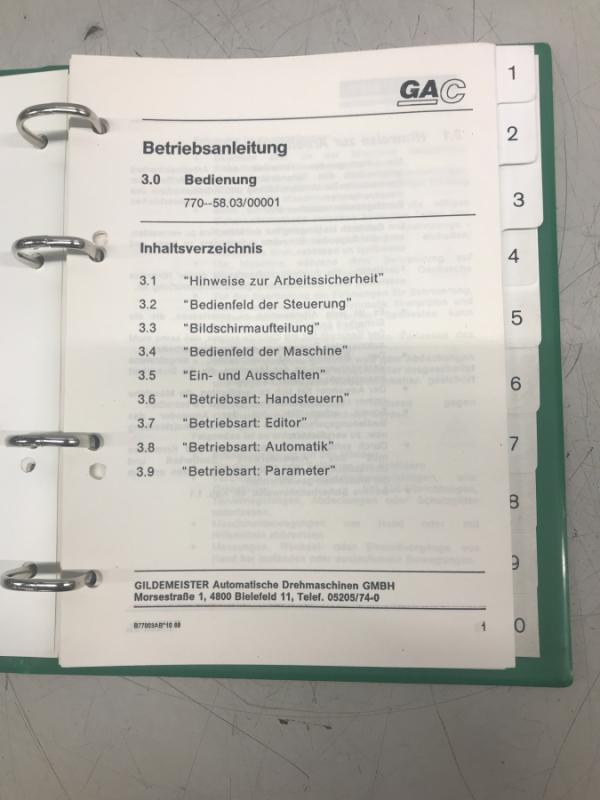 GAC
Betriebsanleitung
3.0 Bedienung
770--58.03/00001
Inhaltsverzeichnis
3.1 "Hinweise zur Arbeitssicherheit"
3.2 "Bedienfeld der Steuerung"
3.3 "Bildschirmaufteilung"
3.4 "Bedienfeld der Maschine"
3.5 "Ein- und Ausschalten"
3.6 "Betriebsart: Handsteuern"
3.7 "Betriebsart: Editor"
3.8 "Betriebsart: Automatik"
3.9 "Betriebsart: Parameter"
GILDEMEISTER Automatische Drehmaschinen GMBH
Morsestraße 1, 4800 Bielefeld 11, Telef. 05205/74-0
1
1
2
3
4
5
6
7
8
9
0